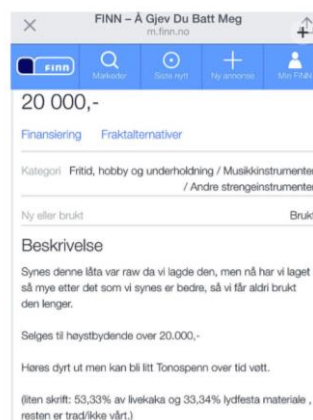 FINN – Å Gjev Du Batt Meg
m.finn.no
FINN
Markeder
Siste nytt
Ny annonse
Min FINN
20 000,-
Finansiering Fraktalternativer
Kategori Fritid, hobby og underholdning / Musikkinstrumenter
/ Andre strengeinstrumenter
Ny eller brukt Brukt
Beskrivelse
Synes denne låta var raw da vi lagde den, men nå har vi laget
så mye etter det som vi synes er bedre, så vi får aldri brukt
den lenger.
Selges til høystbydende over 20.000,-
Høres dyrt ut men kan bli litt Tonospenn over tid vøtt.
(liten skrift: 53,33% av livekaka og 33,34% lydfesta materiale ,
resten er trad/ikke vårt.)